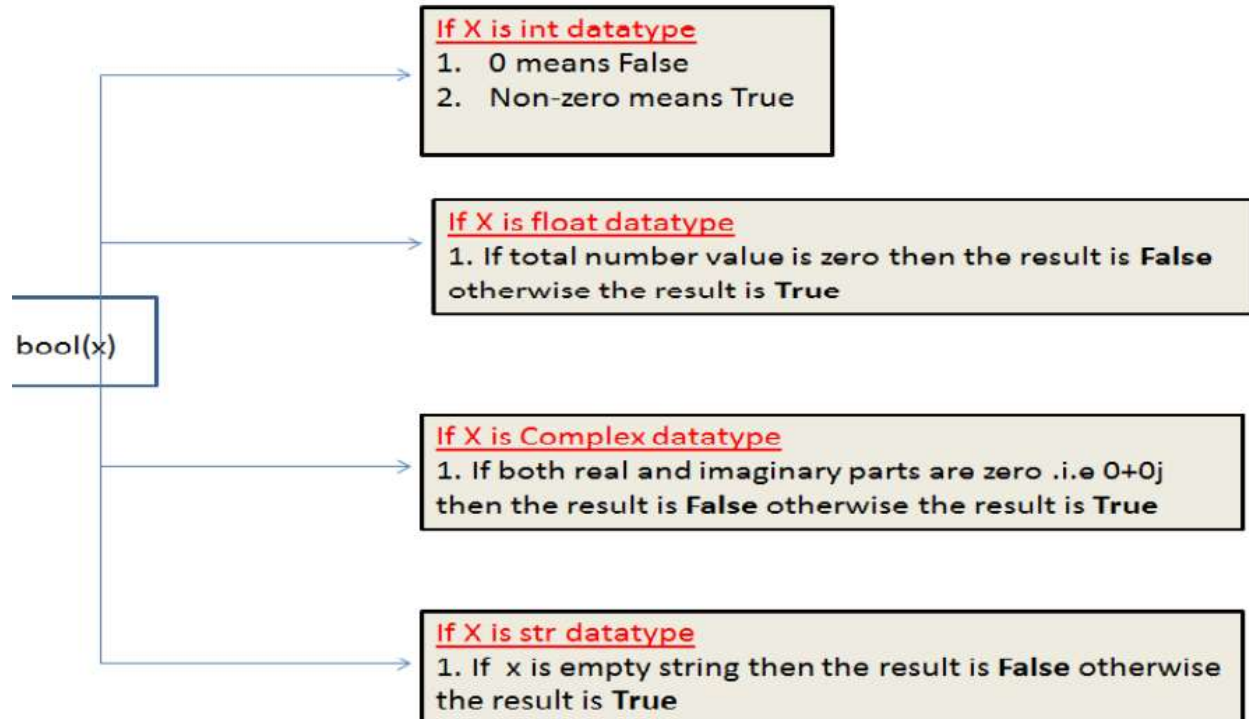 If X is int datatype
1. 0 means False
2. Non-zero means True
If X is float datatype
1. If total number value is zero then the result is False
otherwise the result is True
bool(x)
If X is Complex datatype
1. If both real and imaginary parts are zero .i.e 0+0j
then the result is False otherwise the result is True
If X is str datatype
1. If x is empty string then the result is False otherwise
the result is True